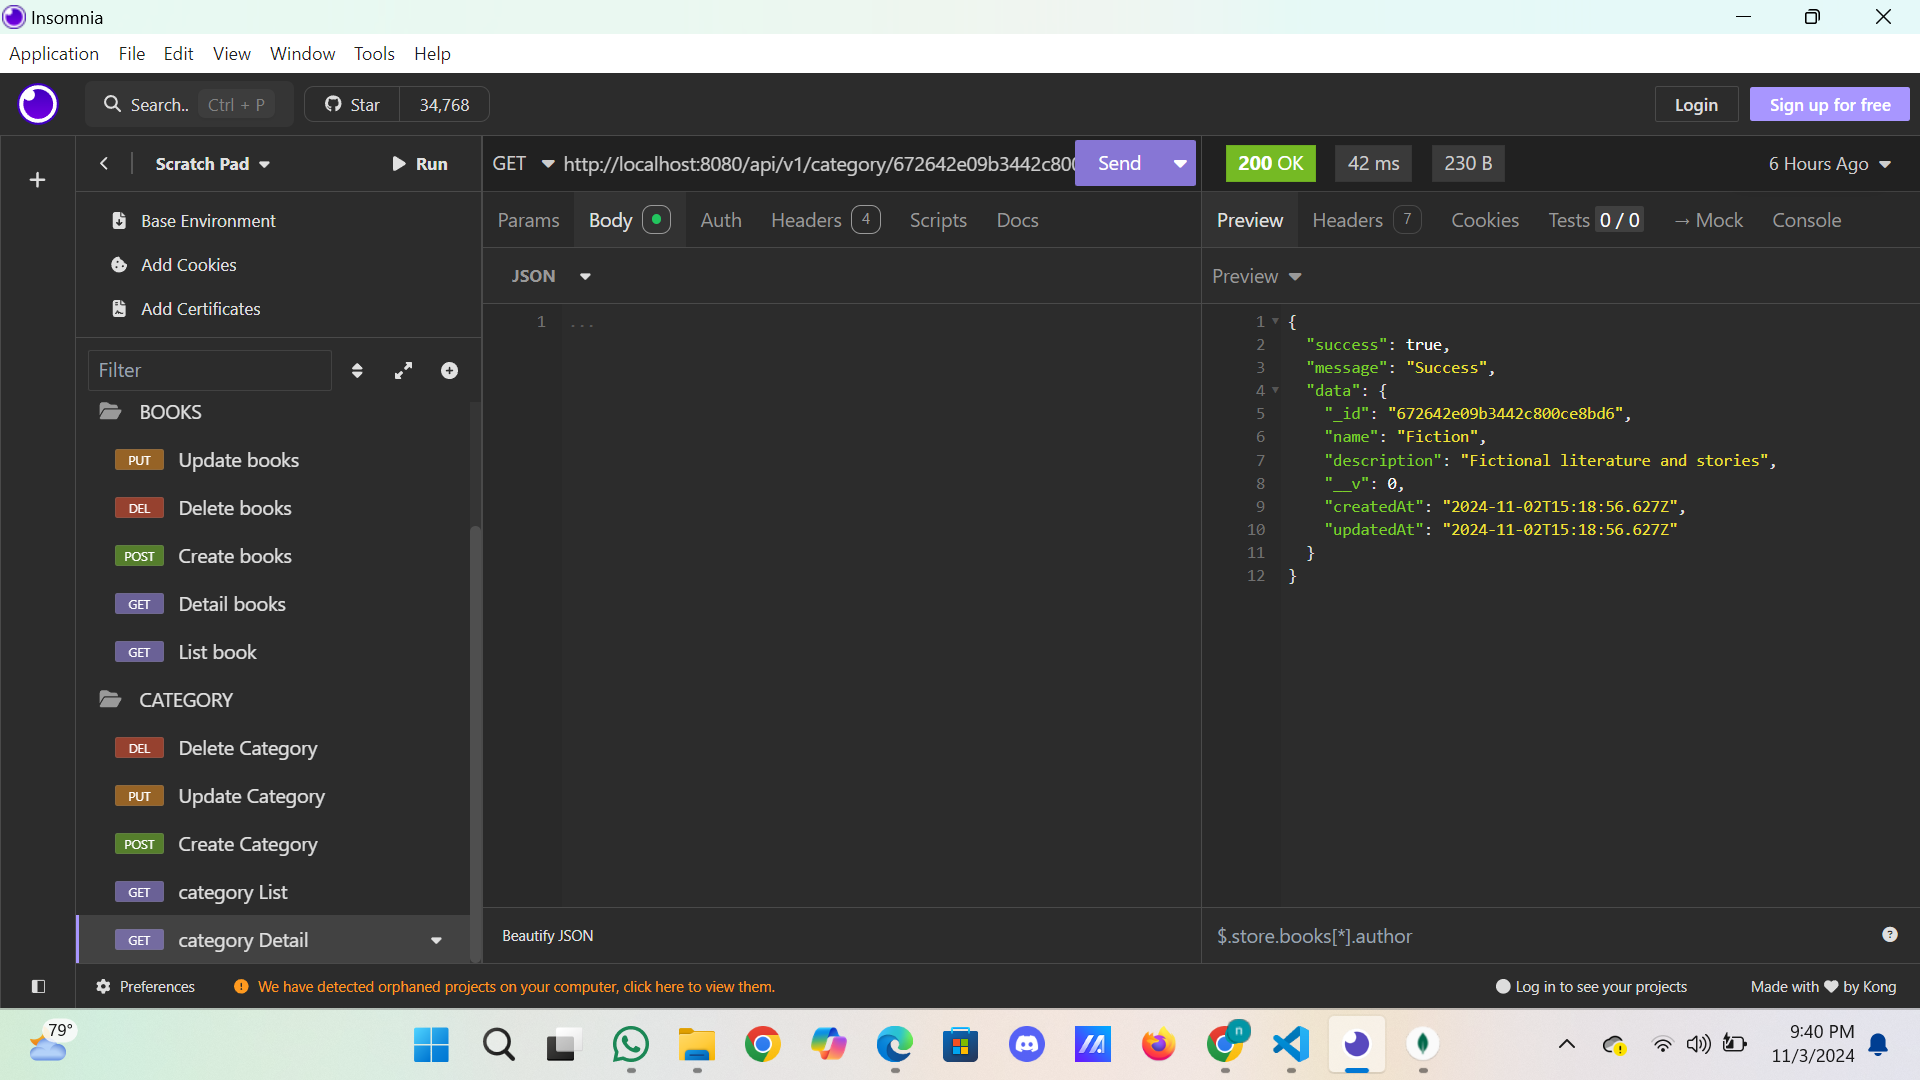 Insomnia
Application File Edit View Window Tools Help
Search.. Ctrl + P Star 34,768 Login Sign up for free
Scratch Pad Run
GET http://localhost:8080/api/v1/category/672642e09b3442c80 Send
200 OK 42 ms 230 B 6 Hours Ago
Base Environment
Add Cookies
Add Certificates
Filter
BOOKS
PUT Update books
DEL Delete books
POST Create books
GET Detail books
GET List book
CATEGORY
DEL Delete Category
PUT Update Category
POST Create Category
GET category List
GET category Detail
Params Body Auth Headers 4 Scripts Docs
JSON
1 ...
Beautify JSON
Preview Headers 7 Cookies Tests 0 / 0 → Mock Console
Preview
1 {
2 "success": true,
3 "message": "Success",
4 "data": {
5 "_id": "672642e09b3442c800ce8bd6",
6 "name": "Fiction",
7 "description": "Fictional literature and stories",
8 "__v": 0,
9 "createdAt": "2024-11-02T15:18:56.627Z",
10 "updatedAt": "2024-11-02T15:18:56.627Z"
11 }
12 }
$.store.books[*].author
Preferences We have detected orphaned projects on your computer, click here to view them. Log in to see your projects Made with ❤ by Kong
79°
n
9:40 PM
11/3/2024